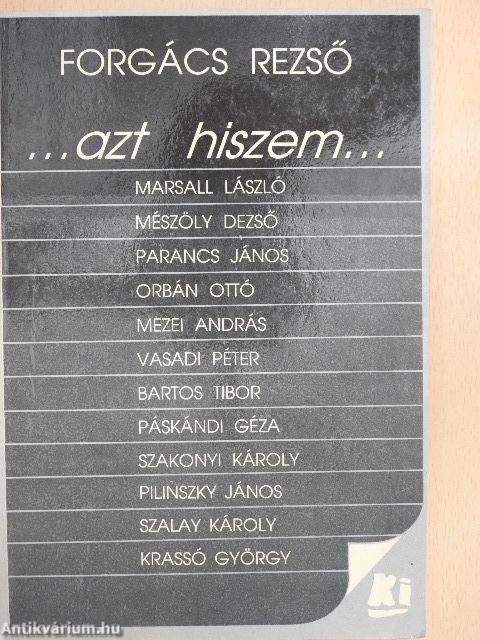 FORGÁCS REZSŐ
...azt hiszem...
MARSALL LÁSZLÓ
MÉSZÖLY DEZSŐ
PARANCS JÁNOS
ORBÁN OTTÓ
MEZEI ANDRÁS
VASADI PÉTER
BARTOS TIBOR
PÁSKÁNDI GÉZA
SZAKONYI KÁROLY
PILINSZKY JÁNOS
SZALAY KÁROLY
KRASSÓ GYÖRGY
Ki
Antikvárium.hu